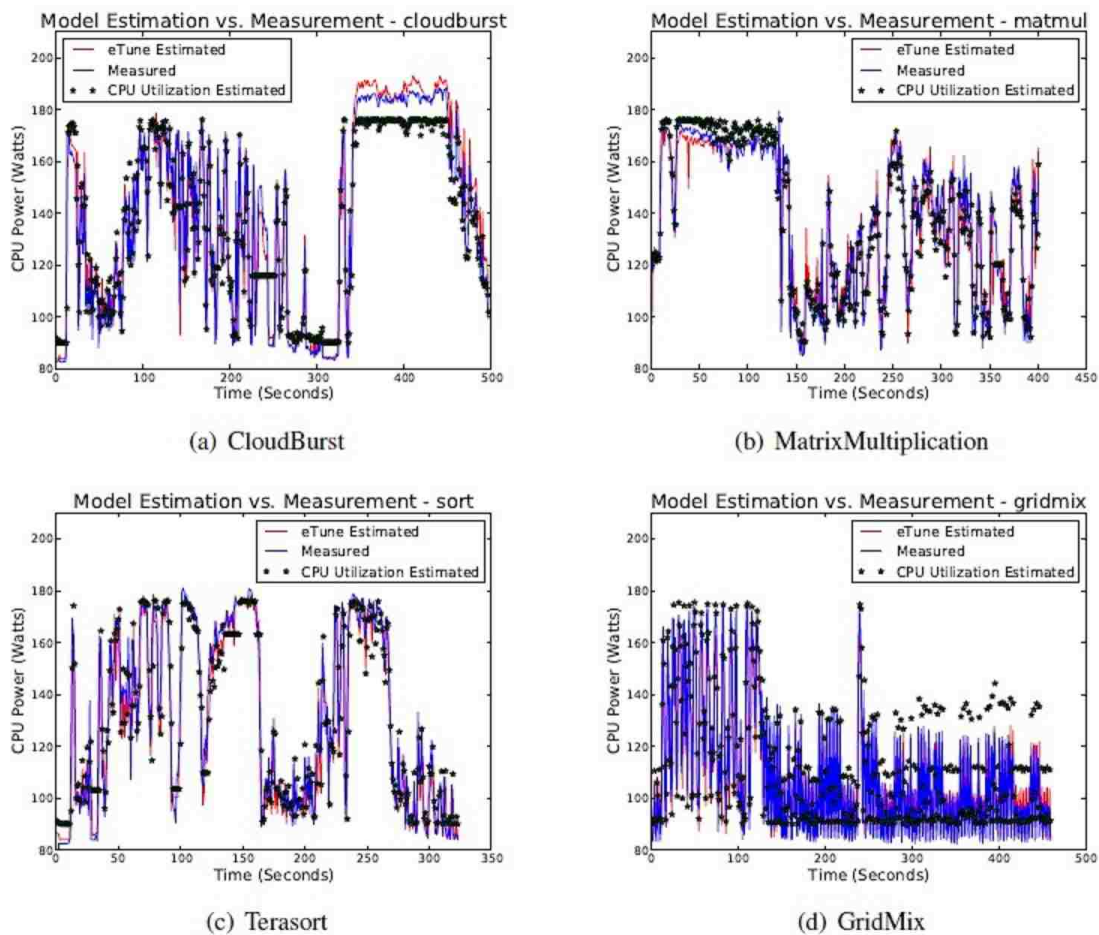 Model Estimation vs. Measurement - cloudburst
eTune Estimated
Measured
CPU Utilization Estimated
CPU Power (Watts)
200
180
160
140
120
100
80
0
100
200
300
400
500
Time (Seconds)
(a) CloudBurst
Model Estimation vs. Measurement - matmul
eTune Estimated
Measured
CPU Utilization Estimated
CPU Power (Watts)
200
180
160
140
120
100
80
0
50
100
150
200
250
300
350
400
450
Time (Seconds)
(b) MatrixMultiplication
Model Estimation vs. Measurement - sort
eTune Estimated
Measured
CPU Utilization Estimated
CPU Power (Watts)
200
180
160
140
120
100
80
0
50
100
150
200
250
300
350
Time (Seconds)
(c) Terasort
Model Estimation vs. Measurement - gridmix
eTune Estimated
Measured
CPU Utilization Estimated
CPU Power (Watts)
200
180
160
140
120
100
80
0
100
200
300
400
500
Time (Seconds)
(d) GridMix